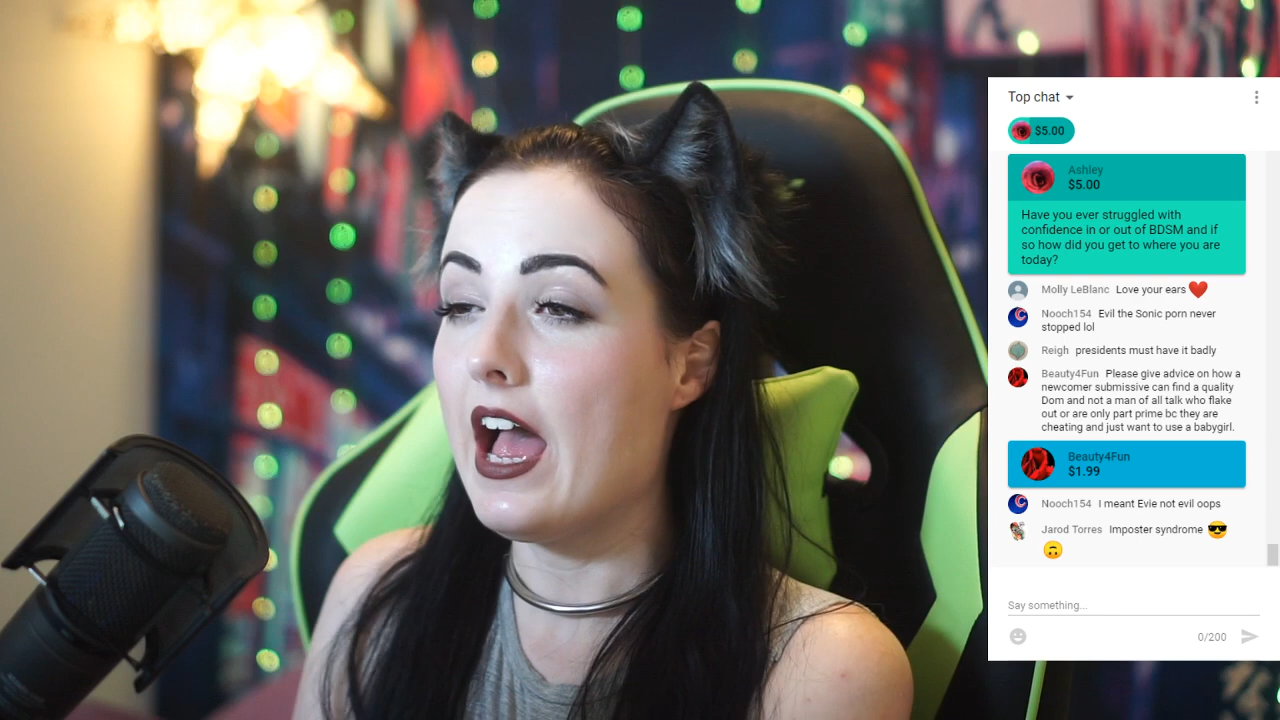 Top chat
$5.00
Ashley
$5.00
Have you ever struggled with
confidence in or out of BDSM and if
so how did you get to where you are
today?
Molly LeBlanc Love your ears ❤️
Nooch154 Evil the Sonic porn never
stopped lol
Reigh presidents must have it badly
Beauty4Fun Please give advice on how a
newcomer submissive can find a quality
Dom and not a man of all talk who flake
out or are only part prime bc they are
cheating and just want to use a babygirl.
Beauty4Fun
$1.99
Nooch154 I meant Evie not evil oops
Jarod Torres Imposter syndrome 😎
🙃
Say something...
0/200